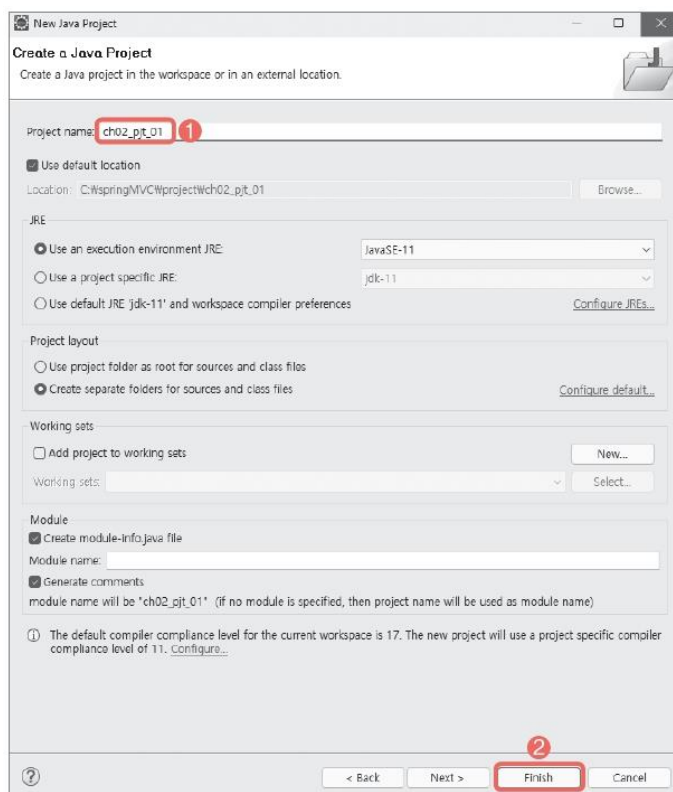 New Java Project
Create a Java Project
Create a Java project in the workspace or in an external location.
Project name: ch02_pjt_01 1
Use default location
Location: C:₩springMVC₩project₩ch02_pjt_01 Browse...
JRE
Use an execution environment JRE: JavaSE-11
Use a project specific JRE: jdk-11
Use default JRE 'jdk-11' and workspace compiler preferences Configure JREs...
Project layout
Use project folder as root for sources and class files
Create separate folders for sources and class files Configure default...
Working sets
Add project to working sets New...
Working sets: Select...
Module
Create module-info.java file
Module name:
Generate comments
module name will be "ch02_pjt_01" (if no module is specified, then project name will be used as module name)
The default compiler compliance level for the current workspace is 17. The new project will use a project specific compiler
compliance level of 11. Configure...
2
? < Back Next > Finish Cancel